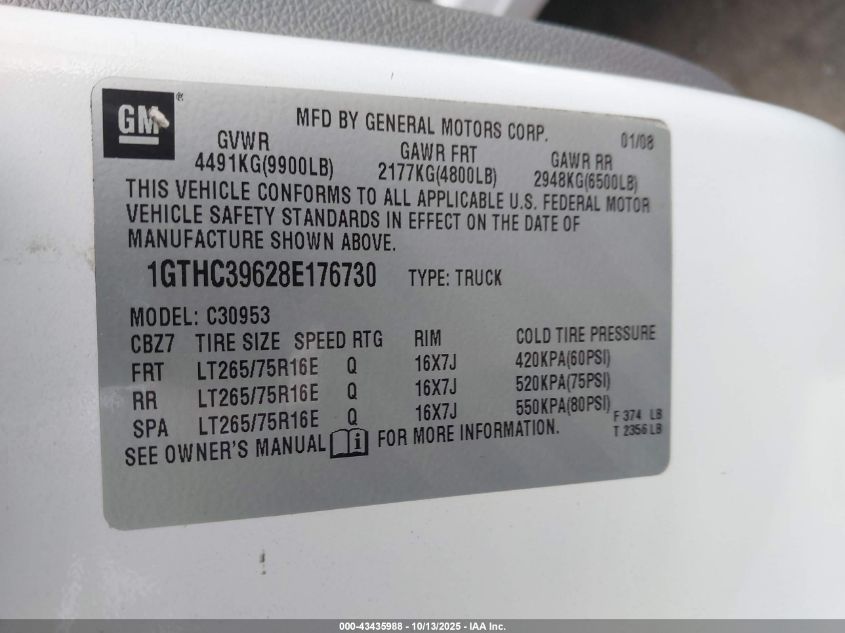 GM ®
MFD BY GENERAL MOTORS CORP. 01/08
GVWR GAWR FRT GAWR RR
4491KG(9900LB) 2177KG(4800LB) 2948KG(6500LB)
THIS VEHICLE CONFORMS TO ALL APPLICABLE U.S. FEDERAL MOTOR
VEHICLE SAFETY STANDARDS IN EFFECT ON THE DATE OF
MANUFACTURE SHOWN ABOVE.
1GTHC39628E176730 TYPE: TRUCK
MODEL: C30953
CBZ7 TIRE SIZE SPEED RTG RIM COLD TIRE PRESSURE
FRT LT265/75R16E Q 16X7J 420KPA(60PSI)
RR LT265/75R16E Q 16X7J 520KPA(75PSI)
SPA LT265/75R16E Q 16X7J 550KPA(80PSI) F 374 LB
SEE OWNER'S MANUAL i FOR MORE INFORMATION. T 2356 LB
000-43435988 - 10/13/2025 - IAA Inc.